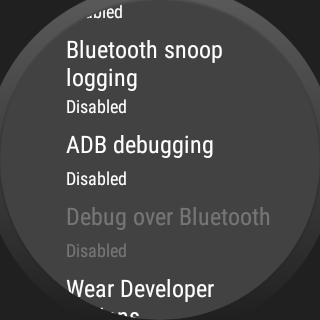 Bluetooth snoop
logging
Disabled
ADB debugging
Disabled
Debug over Bluetooth
Disabled
Wear Developer